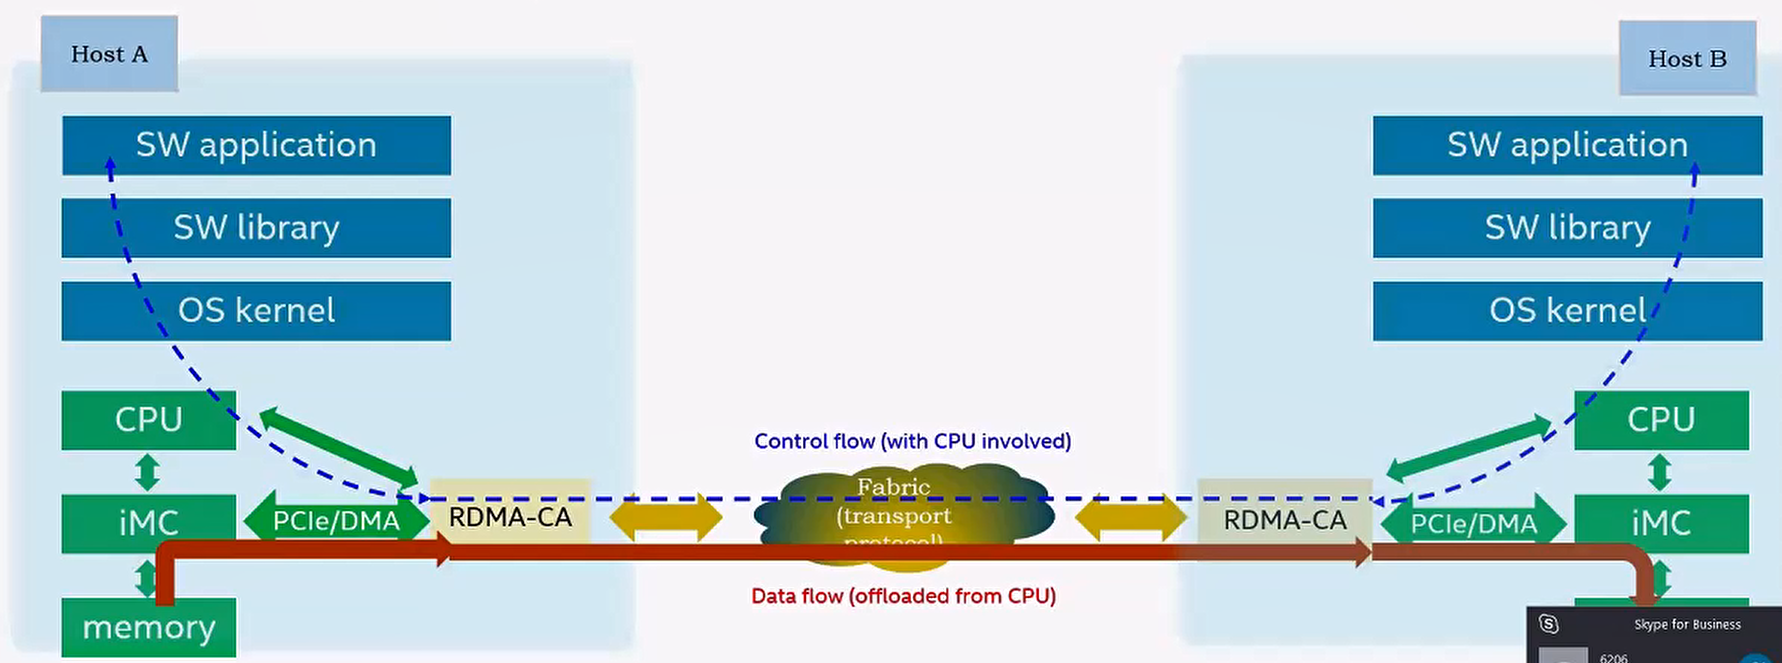 Host A
Host B
SW application
SW application
SW library
SW library
OS kernel
OS kernel
CPU
CPU
Control flow (with CPU involved)
iMC
PCIe/DMA
RDMA-CA
Fabric
(transport
protocol)
RDMA-CA
PCIe/DMA
iMC
Data flow (offloaded from CPU)
memory
Skype for Business
6206